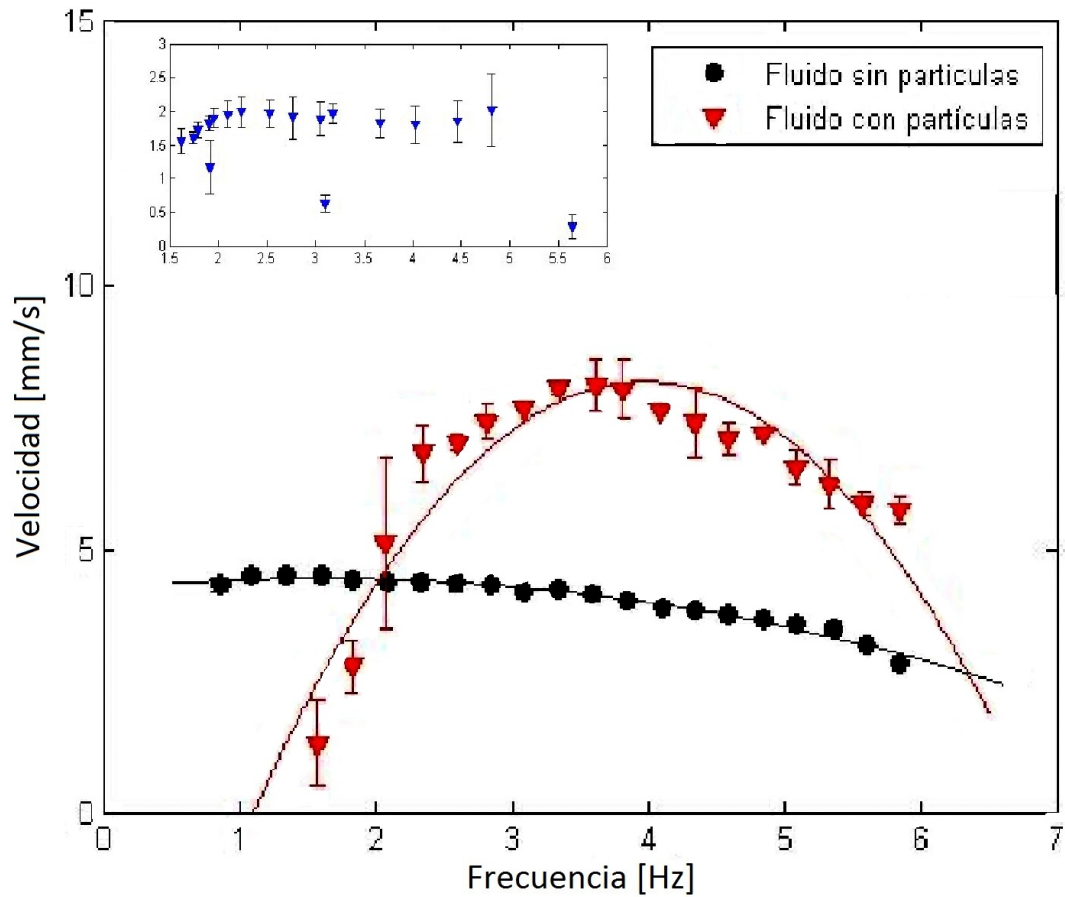 15
10
5
0
0 1 2 3 4 5 6 7
Velocidad [mm/s]
Frecuencia [Hz]
Fluido sin particulas
Fluido con partículas
3
2.5
2
1.5
1
0.5
0
1.5 2 2.5 3 3.5 4 4.5 5 5.5 6